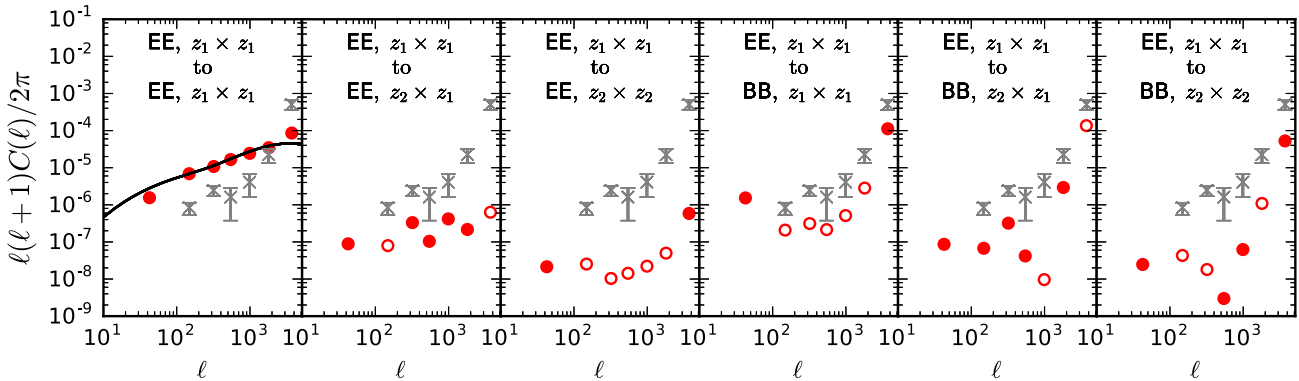 EE, z₁ × z₁ to EE, z₁ × z₁
EE, z₁ × z₁ to EE, z₂ × z₁
EE, z₁ × z₁ to EE, z₂ × z₂
EE, z₁ × z₁ to BB, z₁ × z₁
EE, z₁ × z₁ to BB, z₂ × z₁
EE, z₁ × z₁ to BB, z₂ × z₂
ℓ(ℓ + 1)C(ℓ)/2π
10⁻¹
10⁻²
10⁻³
10⁻⁴
10⁻⁵
10⁻⁶
10⁻⁷
10⁻⁸
10⁻⁹
10¹ 10² 10³ 10¹ 10² 10³ 10¹ 10² 10³ 10¹ 10² 10³ 10¹ 10² 10³ 10¹ 10² 10³
ℓ ℓ ℓ ℓ ℓ ℓ